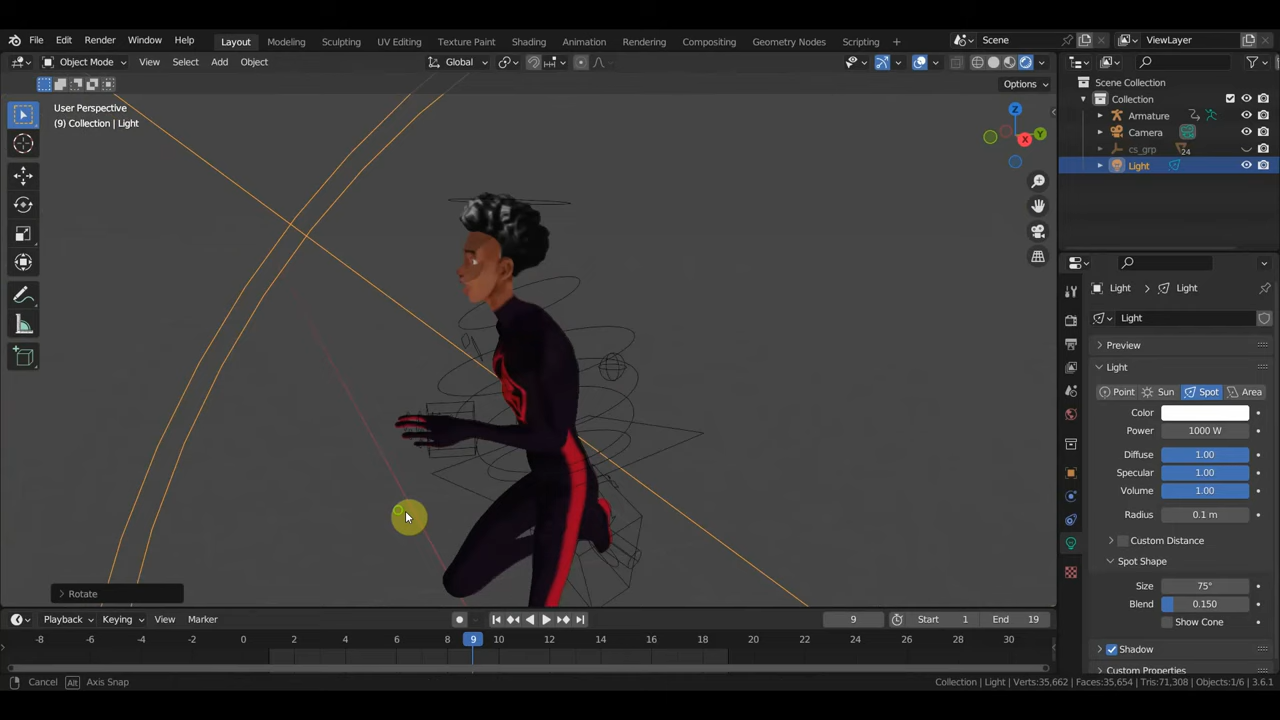 File Edit Render Window Help
Layout Modeling Sculpting UV Editing Texture Paint Shading Animation Rendering Compositing Geometry Nodes Scripting +
Scene
ViewLayer
Object Mode View Select Add Object
Global
Options
User Perspective
(9) Collection | Light
Z
Y
X
Scene Collection
Collection
Armature
Camera
cs_grp
24
Light
Light
Light
Light
Preview
Light
Point Sun Spot Area
Color
Power 1000 W
Diffuse 1.00
Specular 1.00
Volume 1.00
Radius 0.1 m
Custom Distance
Spot Shape
Size 75°
Blend 0.150
Show Cone
Shadow
Custom Properties
Rotate
Playback Keying View Marker
9
Start 1 End 19
-8 -6 -4 -2 0 2 4 6 8 9 10 12 14 16 18 20 22 24 26 28 30
Cancel Alt Axis Snap
Collection | Light | Verts:35,662 | Faces:35,654 | Tris:71,308 | Objects:1/6 | 3.6.1